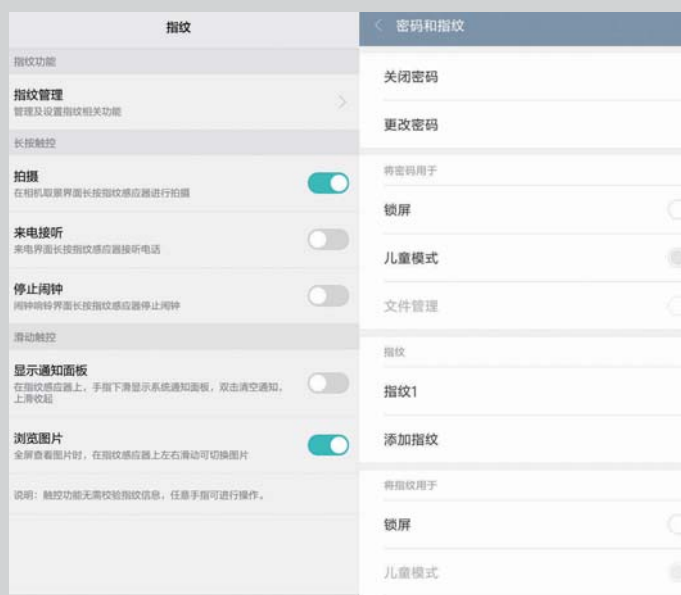 指纹
指纹功能
指纹管理
管理及设置指纹相关功能
长按触控
拍摄
在相机取景界面长按指纹感应器进行拍摄
来电接听
来电界面长按指纹感应器接听电话
停止闹钟
闹钟响铃界面长按指纹感应器停止闹钟
滑动触控
显示通知面板
在指纹感应器上，手指下滑显示系统通知面板，双击清空通知，
上滑收起
浏览图片
全屏查看图片时，在指纹感应器上左右滑动可切换图片
说明：触控功能无需校验指纹信息，任意手指可进行操作。
密码和指纹
关闭密码
更改密码
将密码用于
锁屏
儿童模式
文件管理
指纹
指纹1
添加指纹
将指纹用于
锁屏
儿童模式